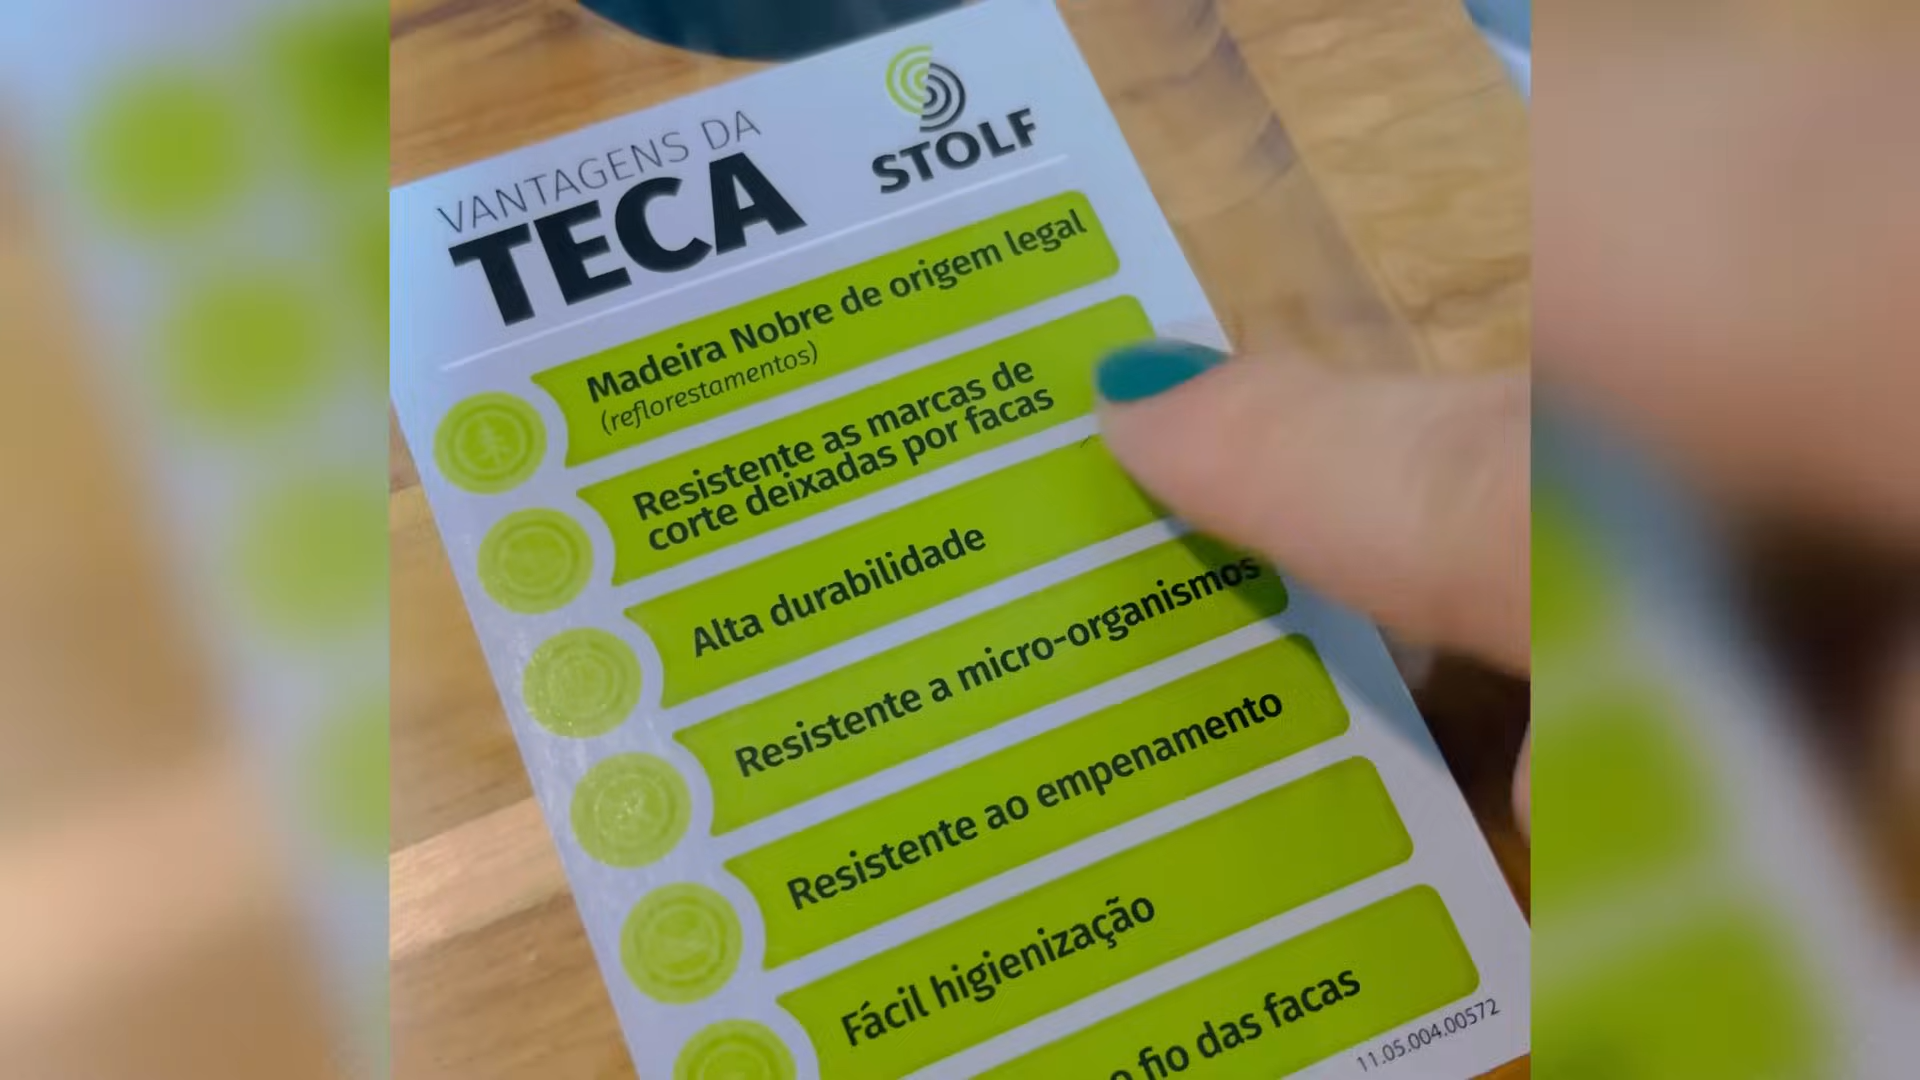 VANTAGENS DA
TECA
STOLF
Madeira Nobre de origem legal
(reflorestamentos)
Resistente as marcas de
corte deixadas por facas
Alta durabilidade
Resistente a micro-organismos
Resistente ao empenamento
Fácil higienização
o fio das facas
11.05.004.00572